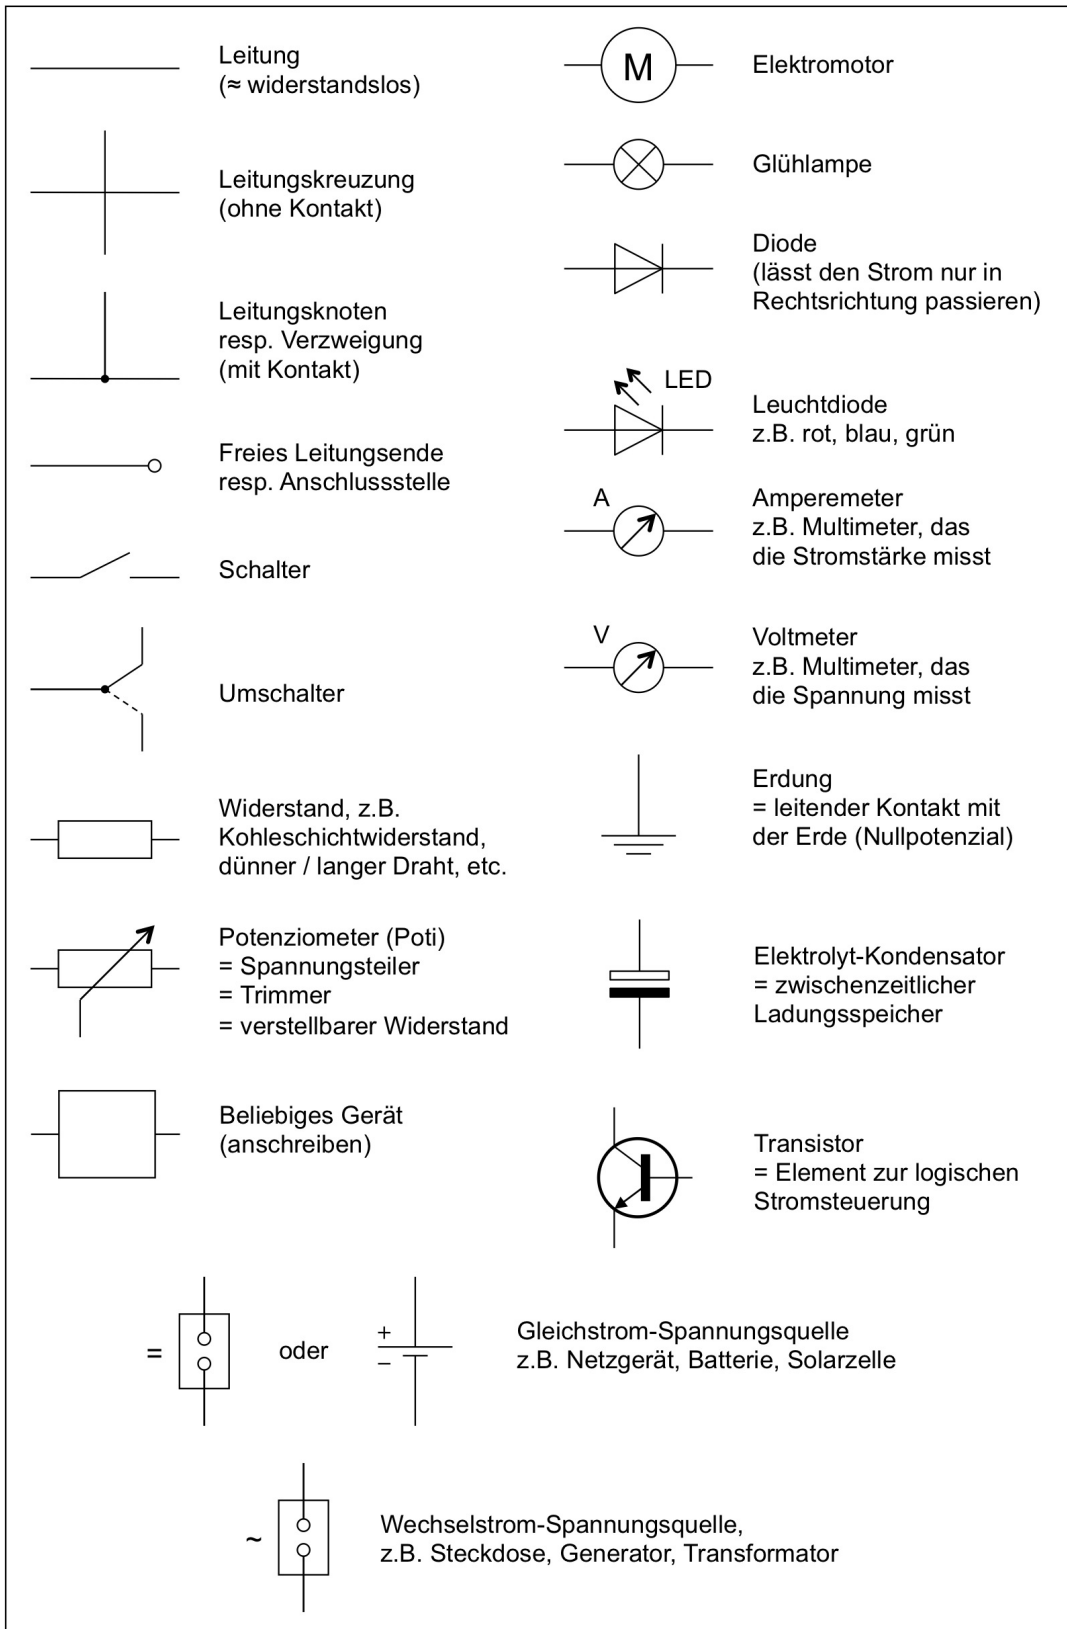 Leitung
(≈ widerstandslos)
Leitungskreuzung
(ohne Kontakt)
Leitungsknoten
resp. Verzweigung
(mit Kontakt)
Freies Leitungsende
resp. Anschlussstelle
Schalter
Umschalter
Widerstand, z.B.
Kohleschichtwiderstand,
dünner / langer Draht, etc.
Potenziometer (Poti)
= Spannungsteiler
= Trimmer
= verstellbarer Widerstand
Beliebiges Gerät
(anschreiben)
M
Elektromotor
Glühlampe
Diode
(lässt den Strom nur in
Rechtsrichtung passieren)
LED
Leuchtdiode
z.B. rot, blau, grün
A
Amperemeter
z.B. Multimeter, das
die Stromstärke misst
V
Voltmeter
z.B. Multimeter, das
die Spannung misst
Erdung
= leitender Kontakt mit
der Erde (Nullpotenzial)
Elektrolyt-Kondensator
= zwischenzeitlicher
Ladungsspeicher
Transistor
= Element zur logischen
Stromsteuerung
=
oder
+
–
Gleichstrom-Spannungsquelle
z.B. Netzgerät, Batterie, Solarzelle
~
Wechselstrom-Spannungsquelle,
z.B. Steckdose, Generator, Transformator